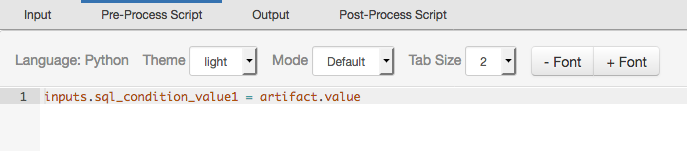 Input Pre-Process Script Output Post-Process Script
Language: Python Theme light Mode Default Tab Size 2 - Font + Font
1 inputs.sql_condition_value1 = artifact.value